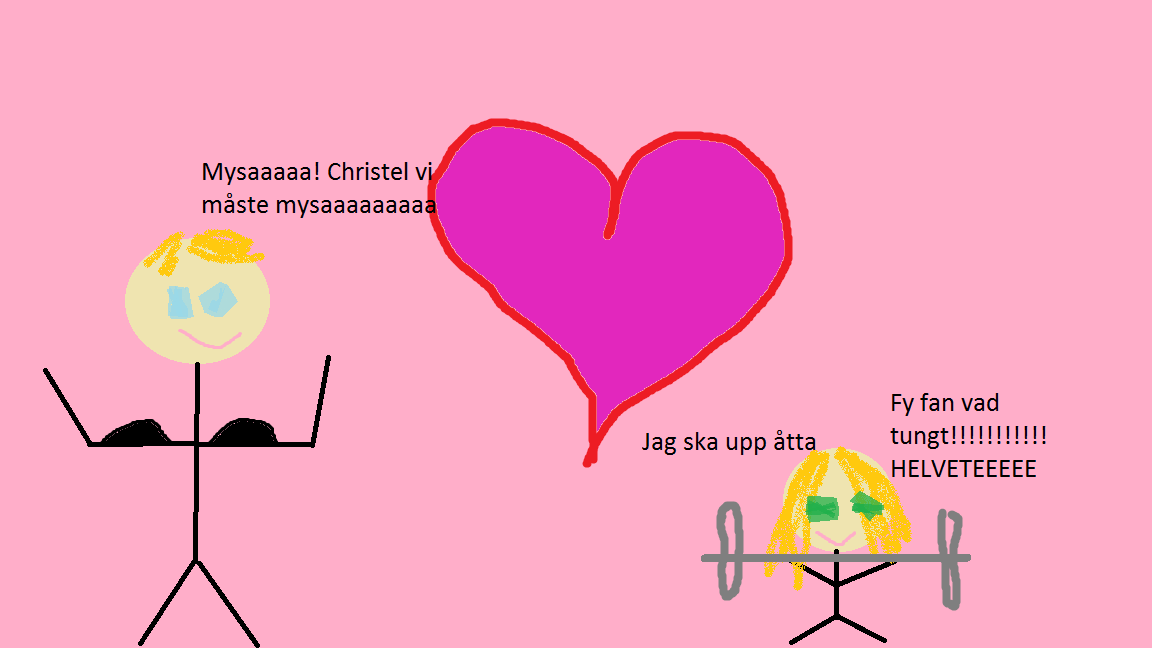 Mysaaaaa! Christel vi
måste mysaaaaaaaaa
Jag ska upp åtta
Fy fan vad
tungt!!!!!!!!!!!
HELVETEEEEE